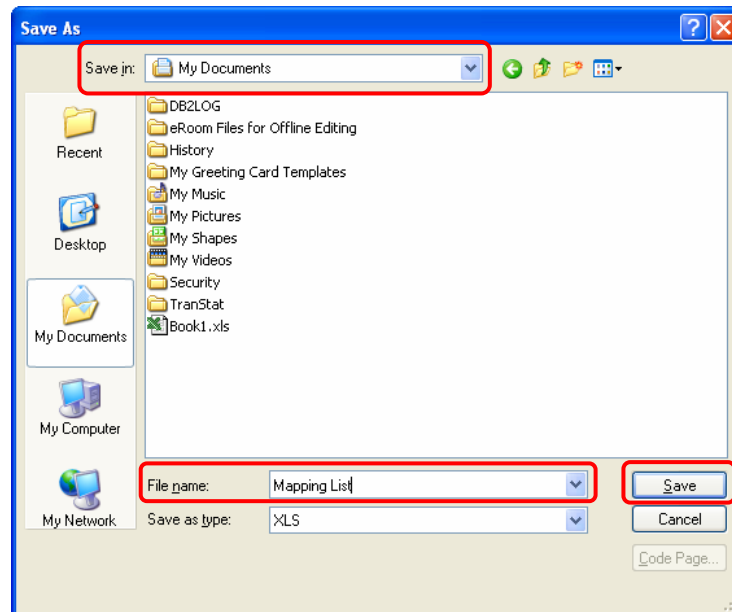 Save As
Save in: My Documents
Recent
Desktop
My Documents
My Computer
My Network
DB2LOG
eRoom Files for Offline Editing
History
My Greeting Card Templates
My Music
My Pictures
My Shapes
My Videos
Security
TranStat
Book1.xls
File name: Mapping List
Save
Save as type: XLS
Cancel
Code Page...